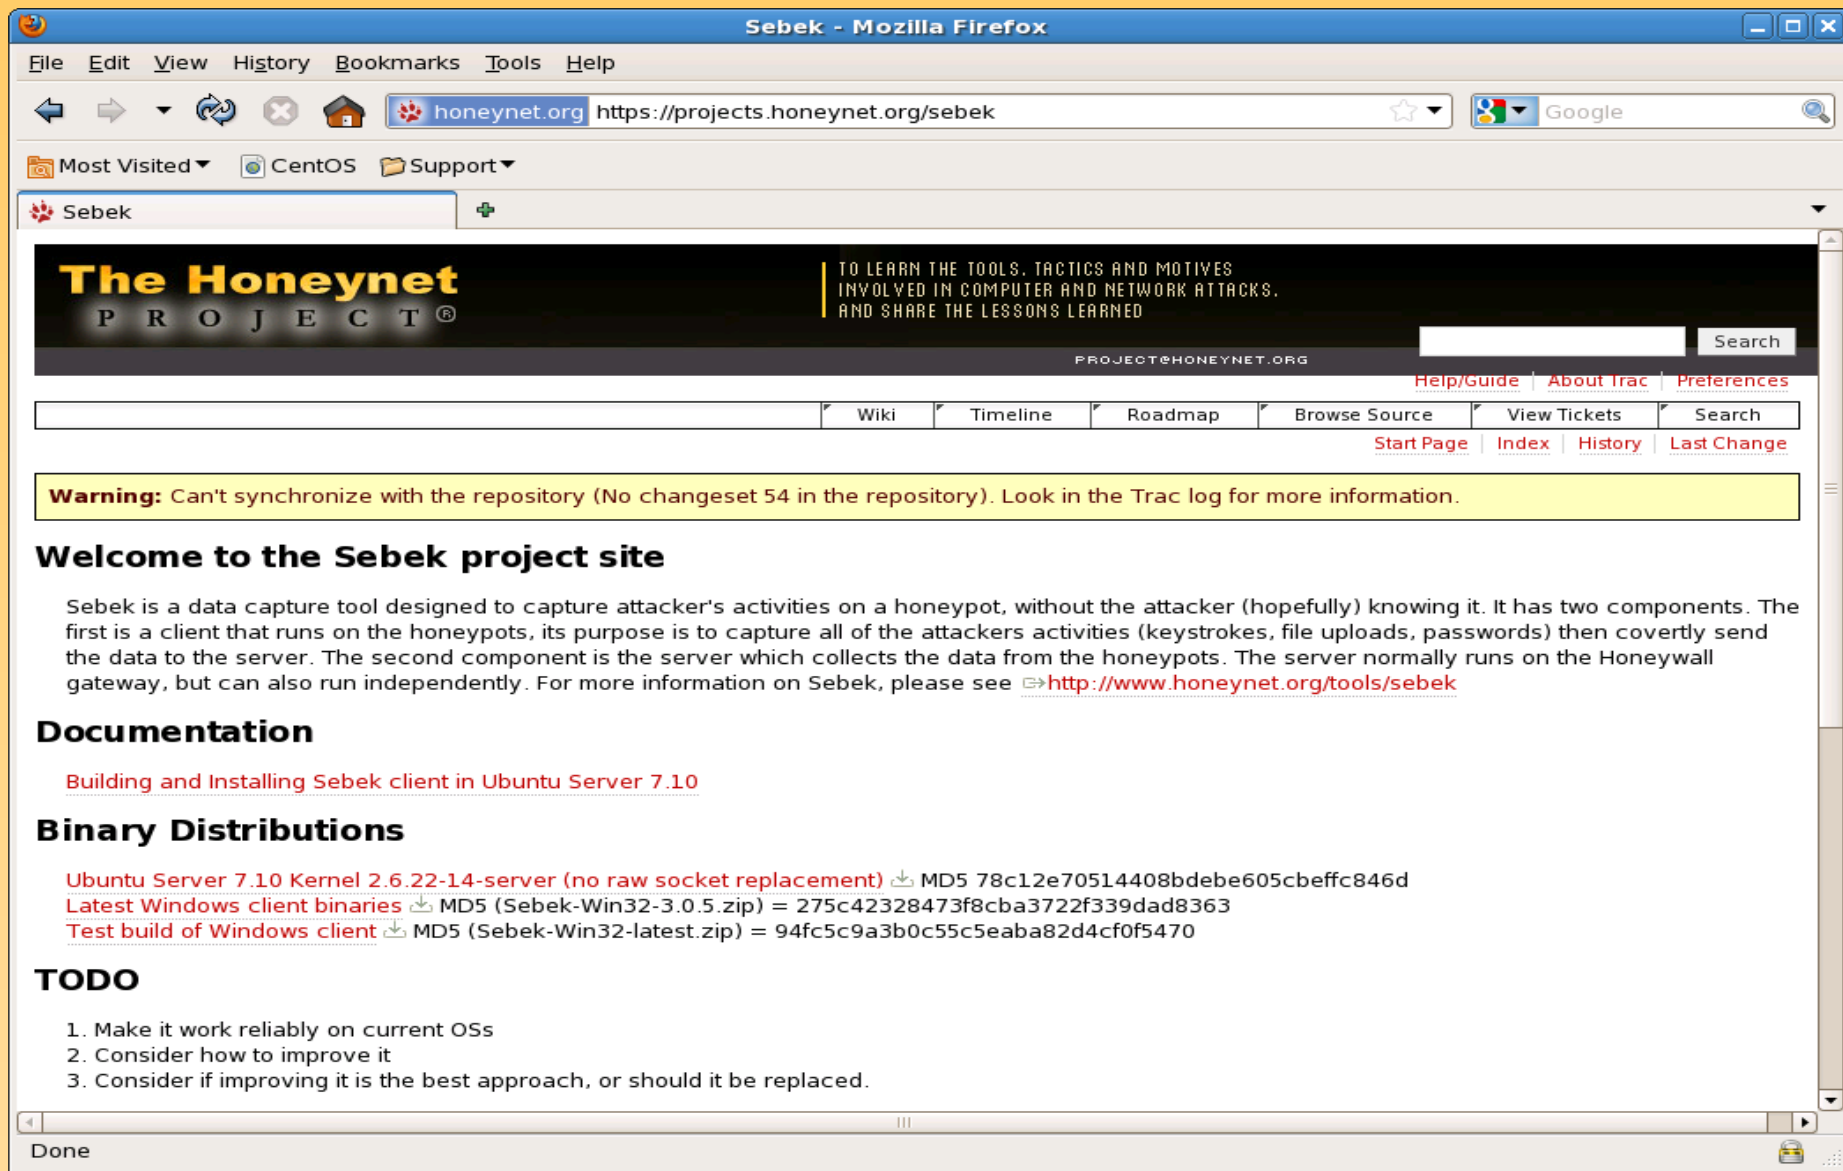 Sebek - Mozilla Firefox
File Edit View History Bookmarks Tools Help
honeynet.org https://projects.honeynet.org/sebek Google
Most Visited CentOS Support
Sebek
The Honeynet
PROJECT®
TO LEARN THE TOOLS, TACTICS AND MOTIVES
INVOLVED IN COMPUTER AND NETWORK ATTACKS,
AND SHARE THE LESSONS LEARNED
Search
PROJECT@HONEYNET.ORG
Help/Guide About Trac Preferences
Wiki Timeline Roadmap Browse Source View Tickets Search
Start Page Index History Last Change
Warning: Can't synchronize with the repository (No changeset 54 in the repository). Look in the Trac log for more information.
Welcome to the Sebek project site
Sebek is a data capture tool designed to capture attacker's activities on a honeypot, without the attacker (hopefully) knowing it. It has two components. The
first is a client that runs on the honeypots, its purpose is to capture all of the attackers activities (keystrokes, file uploads, passwords) then covertly send
the data to the server. The second component is the server which collects the data from the honeypots. The server normally runs on the Honeywall
gateway, but can also run independently. For more information on Sebek, please see http://www.honeynet.org/tools/sebek
Documentation
Building and Installing Sebek client in Ubuntu Server 7.10
Binary Distributions
Ubuntu Server 7.10 Kernel 2.6.22-14-server (no raw socket replacement) MD5 78c12e70514408bdebe605cbeffc846d
Latest Windows client binaries MD5 (Sebek-Win32-3.0.5.zip) = 275c42328473f8cba3722f339dad8363
Test build of Windows client MD5 (Sebek-Win32-latest.zip) = 94fc5c9a3b0c55c5eaba82d4cf0f5470
TODO
1. Make it work reliably on current OSs
2. Consider how to improve it
3. Consider if improving it is the best approach, or should it be replaced.
Done